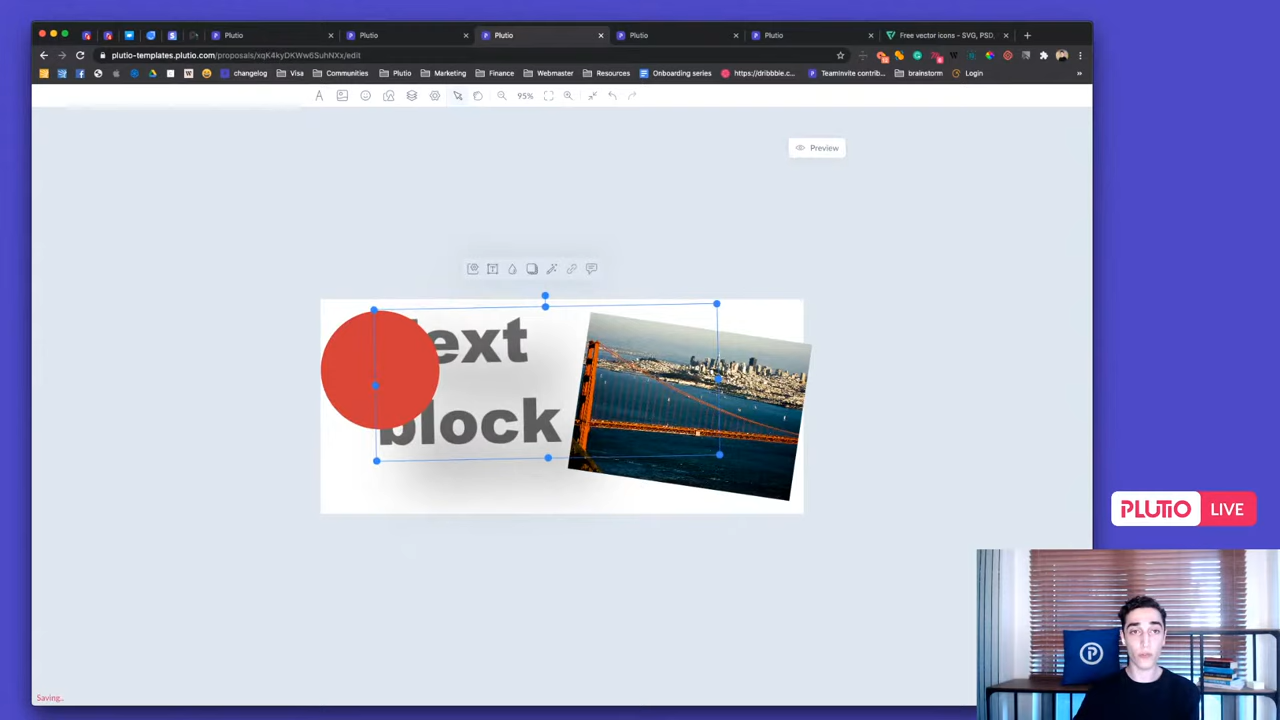 Plutio
Plutio
Plutio
Plutio
Plutio
Free vector icons - SVG, PSD,
plutio-templates.plutio.com/proposals/xqK4kyDKWw6SuhNXx/edit
changelog
Visa
Communities
Plutio
Marketing
Finance
Webmaster
Resources
Onboarding series
https://dribbble.c...
TeamInvite contrib...
brainstorm
Login
»
95%
Preview
Text
block
PLUTIO LIVE
Saving..